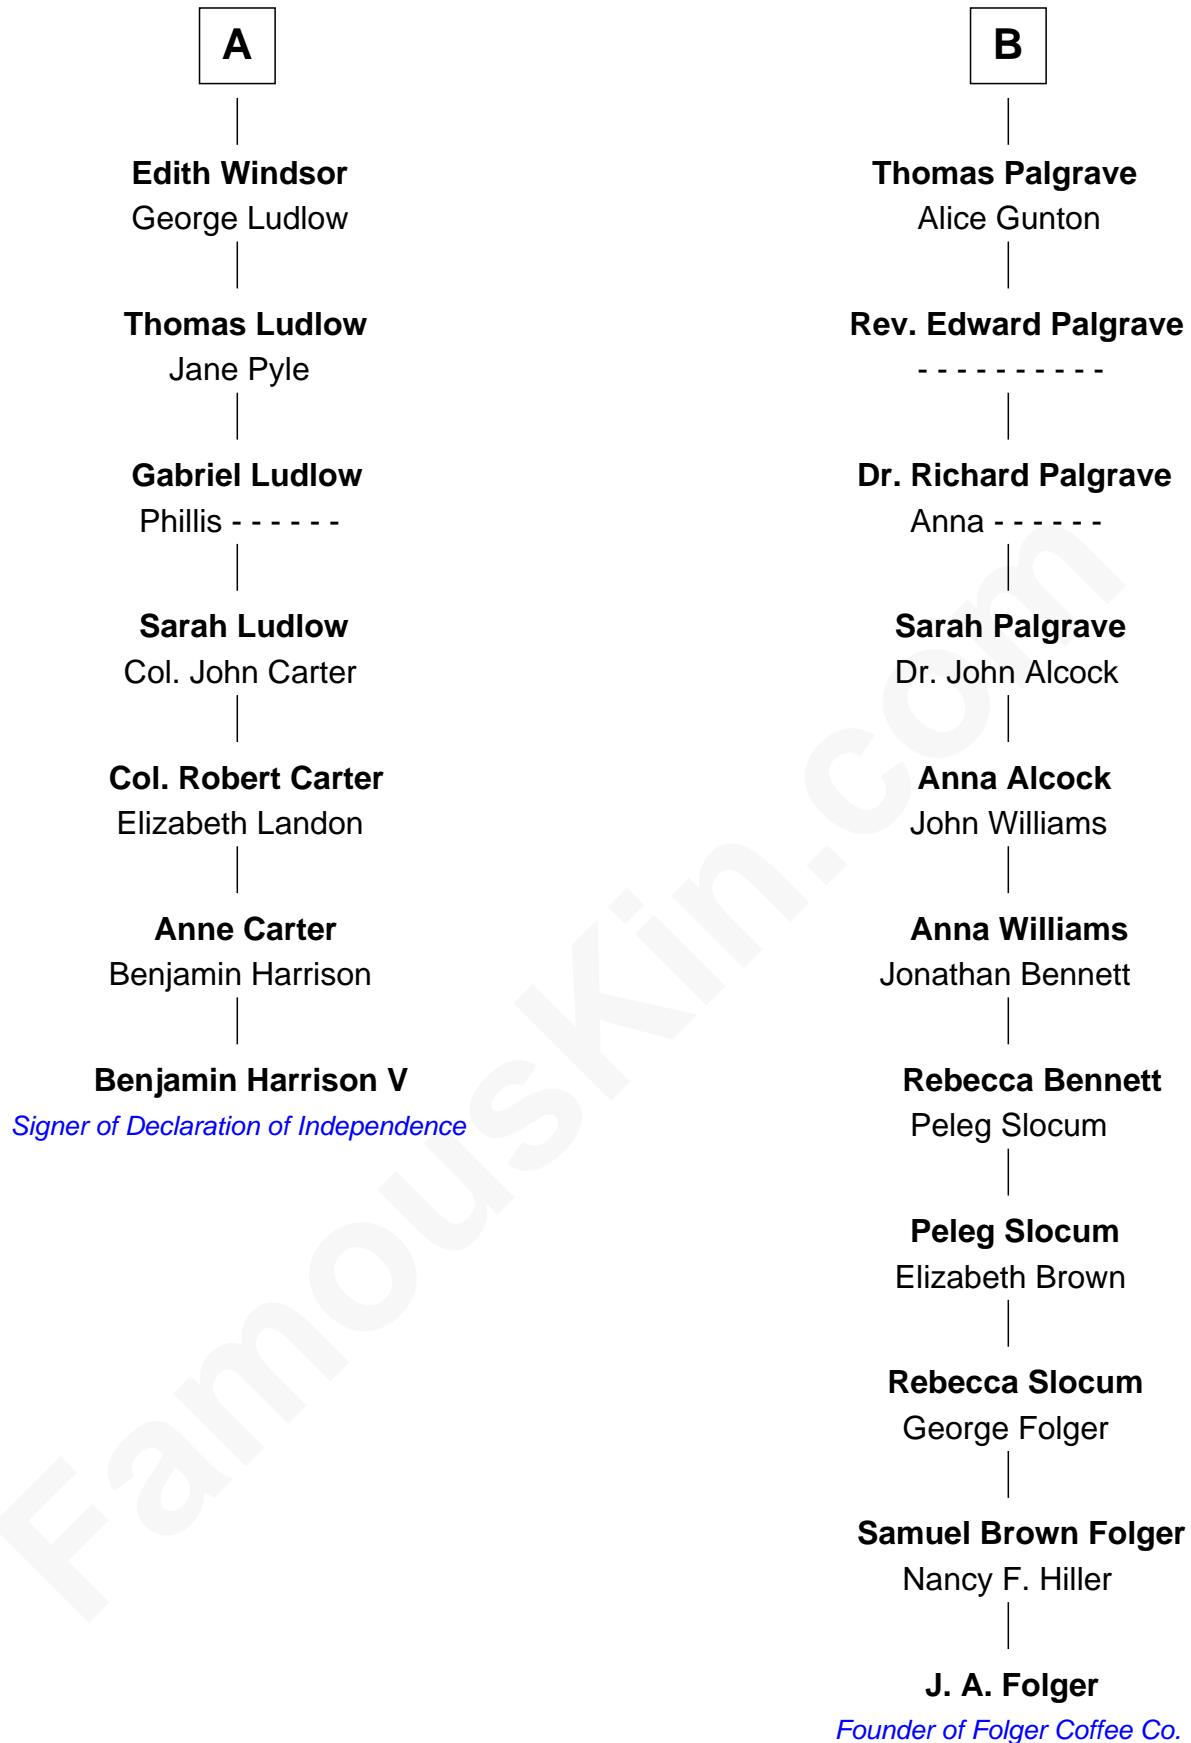 A
Edith Windsor
George Ludlow
Thomas Ludlow
Jane Pyle
Gabriel Ludlow
Phillis - - - - - -
Sarah Ludlow
Col. John Carter
Col. Robert Carter
Elizabeth Landon
Anne Carter
Benjamin Harrison
Benjamin Harrison V
Signer of Declaration of Independence
B
Thomas Palgrave
Alice Gunton
Rev. Edward Palgrave
- - - - - - - - - -
Dr. Richard Palgrave
Anna - - - - - -
Sarah Palgrave
Dr. John Alcock
Anna Alcock
John Williams
Anna Williams
Jonathan Bennett
Rebecca Bennett
Peleg Slocum
Peleg Slocum
Elizabeth Brown
Rebecca Slocum
George Folger
Samuel Brown Folger
Nancy F. Hiller
J. A. Folger
Founder of Folger Coffee Co.
FamousKin.com